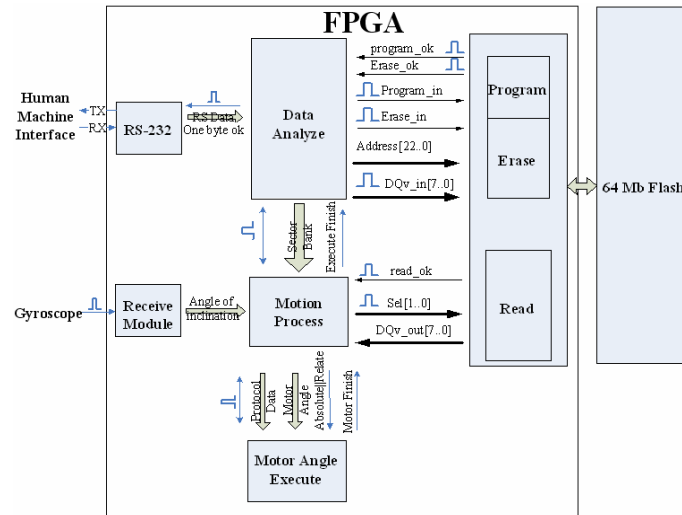 FPGA
program_ok
Erase_ok
Program_in
Erase_in
Address[22..0]
DQv_in[7..0]
Program
Erase
64 Mb Flash
Human
Machine
Interface
TX
RX
RS-232
RS Data
One byte ok
Data
Analyze
Sector
Bank
Execute Finish
read_ok
Sel[1..0]
DQv_out[7..0]
Read
Gyroscope
Receive
Module
Angle of
inclination
Motion
Process
Protocol
Data
Motor
Angle
Absolute||Relate
Motor Finish
Motor Angle
Execute